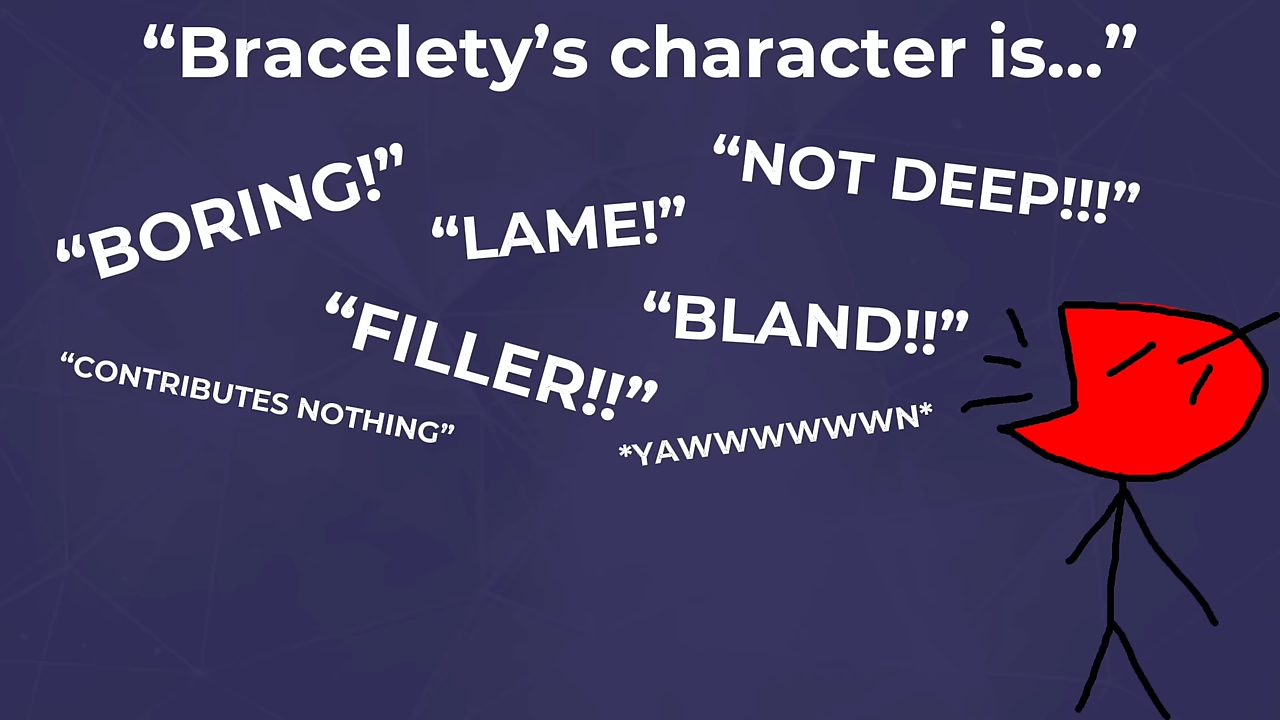 “Bracelety’s character is...”
“BORING!”
“LAME!”
“NOT DEEP!!!”
“FILLER!!”
“BLAND!!”
“CONTRIBUTES NOTHING”
*YAWWWWWWN*